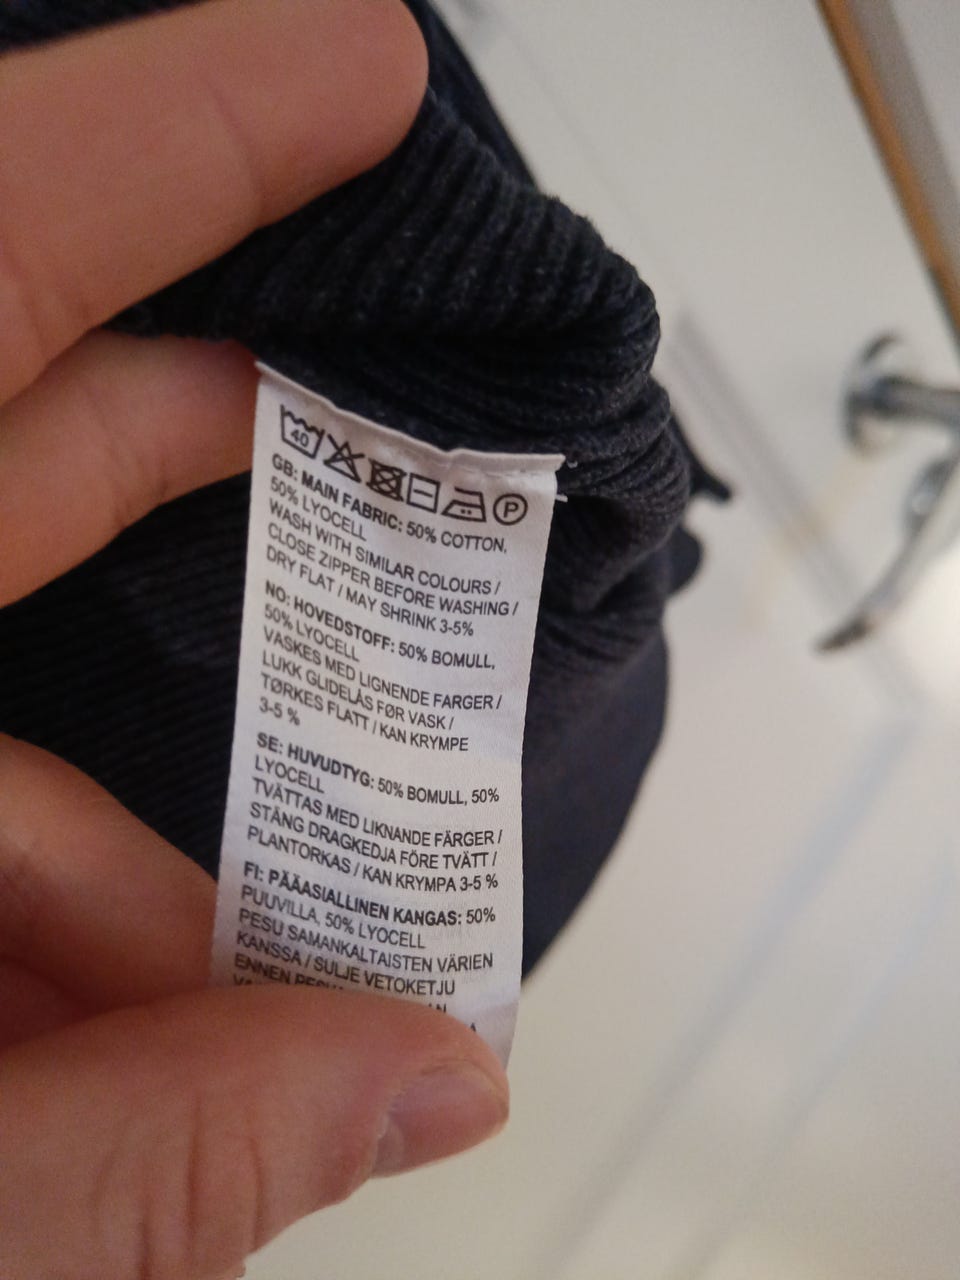 40 P
GB: MAIN FABRIC: 50% COTTON,
50% LYOCELL
WASH WITH SIMILAR COLOURS /
CLOSE ZIPPER BEFORE WASHING /
DRY FLAT / MAY SHRINK 3-5%
NO: HOVEDSTOFF: 50% BOMULL,
50% LYOCELL
VASKES MED LIGNENDE FARGER /
LUKK GLIDELÅS FØR VASK /
TØRKES FLATT / KAN KRYMPE
3-5 %
SE: HUVUDTYG: 50% BOMULL, 50%
LYOCELL
TVÄTTAS MED LIKNANDE FÄRGER /
STÄNG DRAGKEDJA FÖRE TVÄTT /
PLANTORKAS / KAN KRYMPA 3-5 %
FI: PÄÄASIALLINEN KANGAS: 50%
PUUVILLA, 50% LYOCELL
PESU SAMANKALTAISTEN VÄRIEN
KANSSA / SULJE VETOKETJU
ENNEN